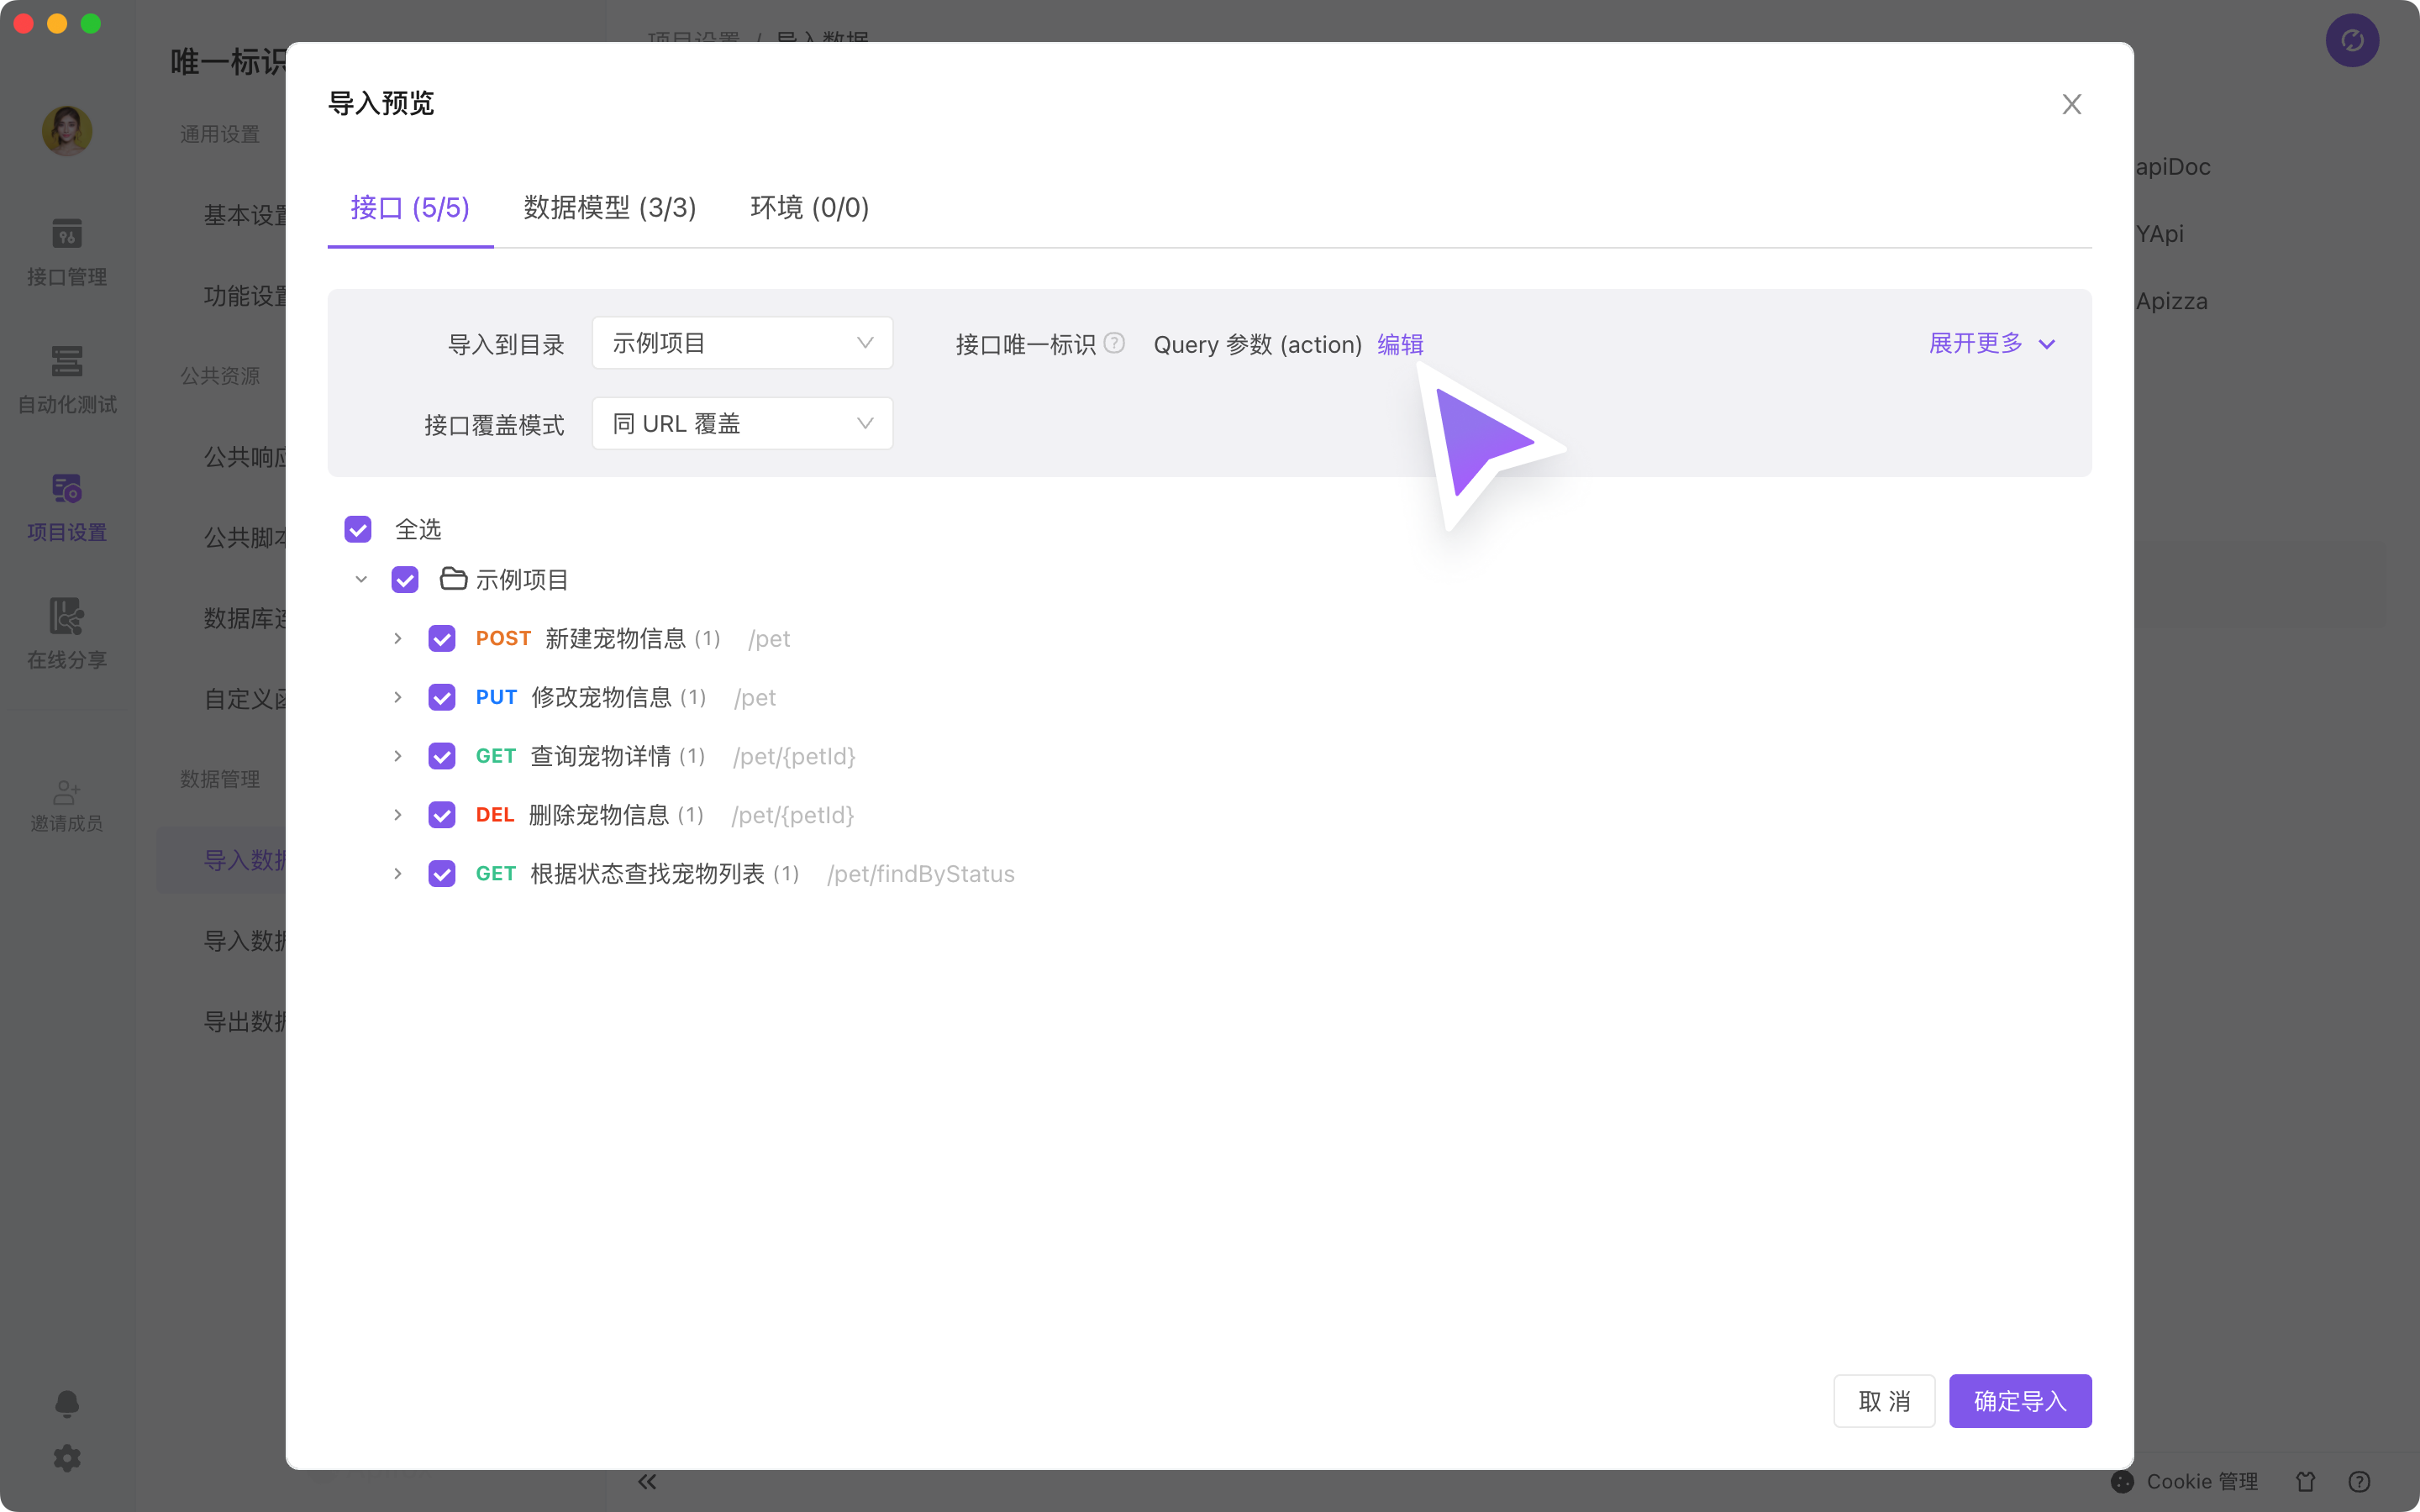 唯一标识
项目设置 / 导入数据
通用设置
基本设置
功能设置
公共资源
公共响应
公共脚本
数据库连
自定义函
数据管理
导入数据
导入数据
导出数据
接口管理
自动化测试
项目设置
在线分享
邀请成员
导入预览
接口 (5/5)
数据模型 (3/3)
环境 (0/0)
导入到目录
示例项目
接口唯一标识
Query 参数 (action) 编辑
展开更多
接口覆盖模式
同 URL 覆盖
全选
示例项目
POST 新建宠物信息 (1) /pet
PUT 修改宠物信息 (1) /pet
GET 查询宠物详情 (1) /pet/{petId}
DEL 删除宠物信息 (1) /pet/{petId}
GET 根据状态查找宠物列表 (1) /pet/findByStatus
取 消
确定导入
apiDoc
YApi
Apizza
Cookie 管理